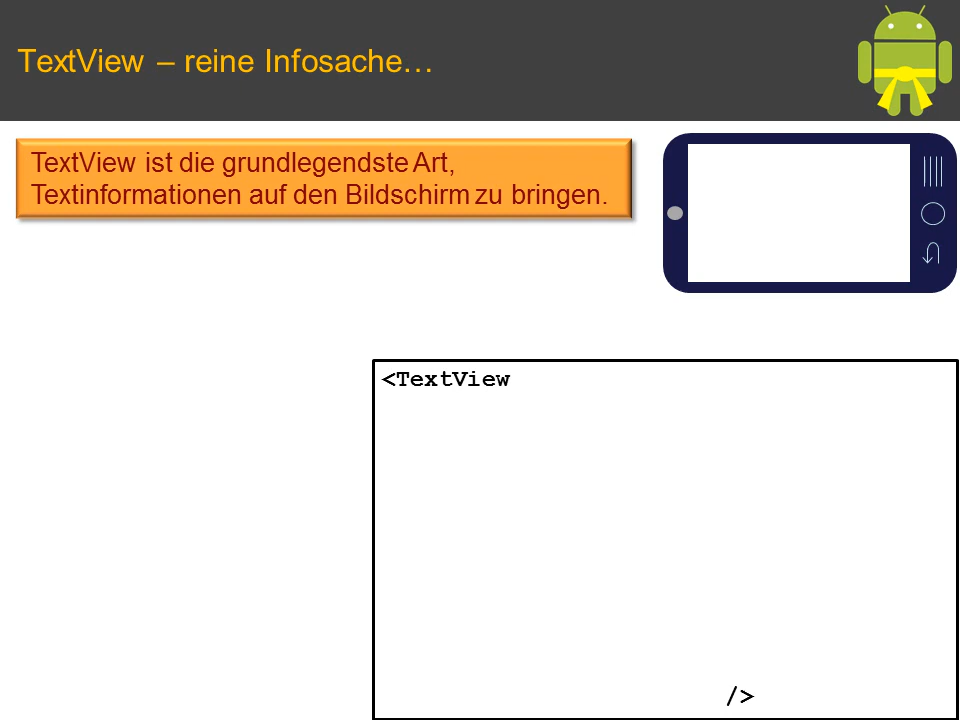 TextView – reine Infosache…
TextView ist die grundlegendste Art,
Textinformationen auf den Bildschirm zu bringen.
<TextView
/>